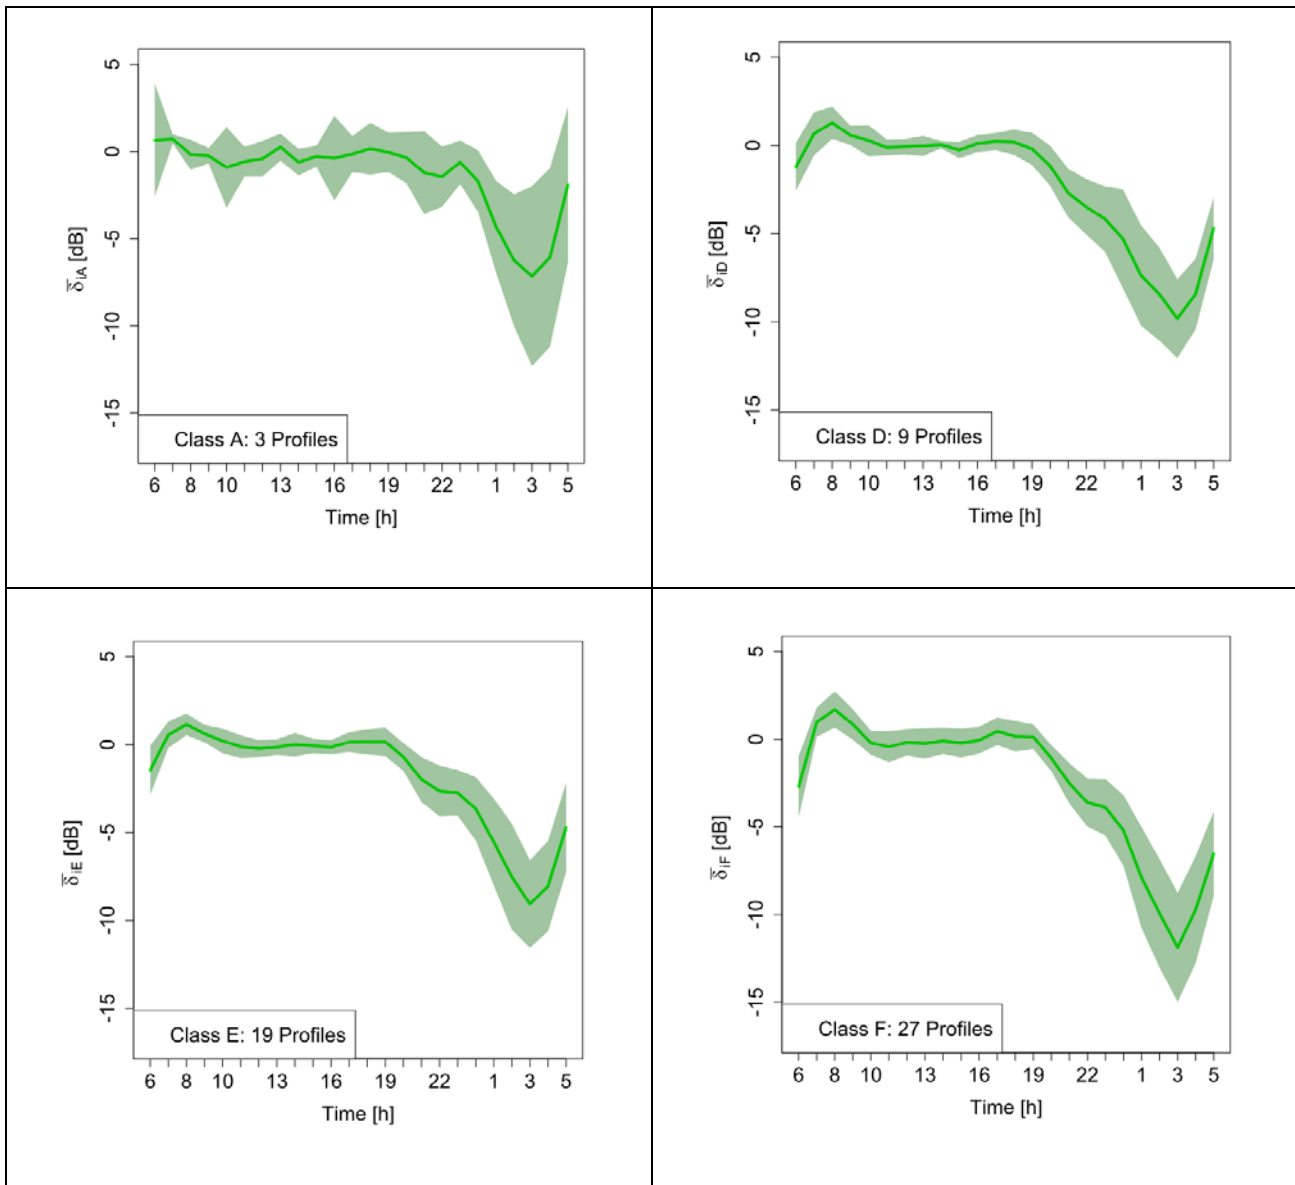 5
0
-5
-10
-15
δ̅iA [dB]
Class A: 3 Profiles
6 8 10 13 16 19 22 1 3 5
Time [h]
5
0
-5
-10
-15
δ̅iD [dB]
Class D: 9 Profiles
6 8 10 13 16 19 22 1 3 5
Time [h]
5
0
-5
-10
-15
δ̅iE [dB]
Class E: 19 Profiles
6 8 10 13 16 19 22 1 3 5
Time [h]
5
0
-5
-10
-15
δ̅iF [dB]
Class F: 27 Profiles
6 8 10 13 16 19 22 1 3 5
Time [h]